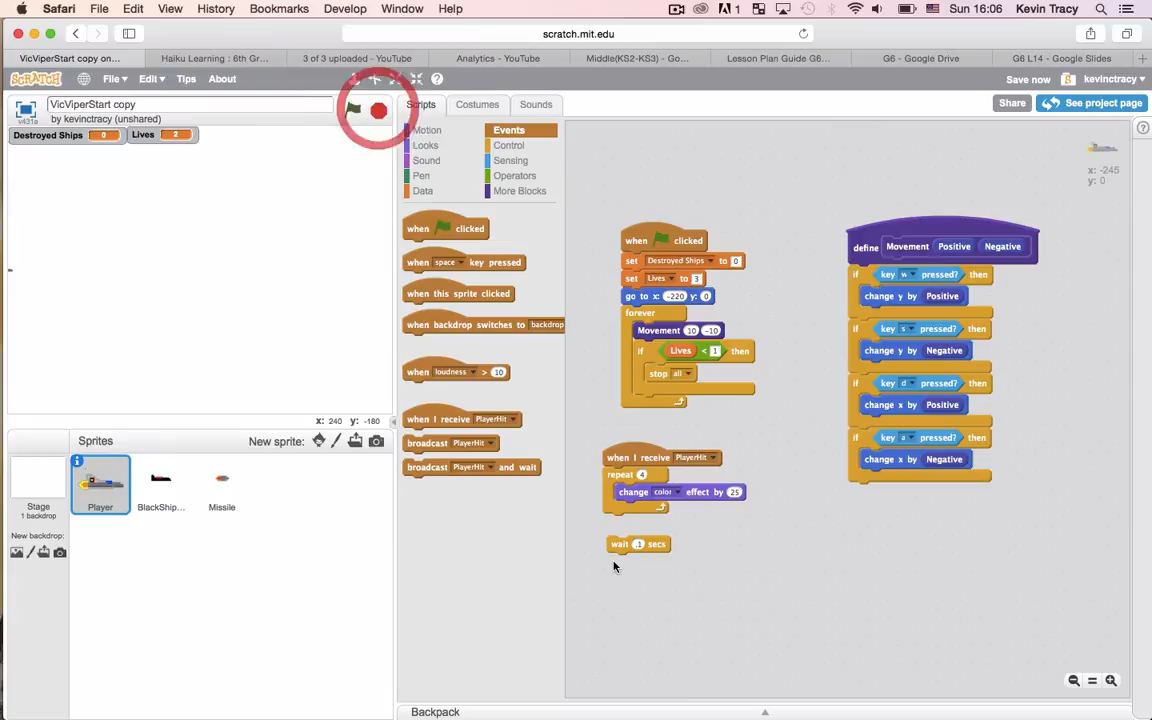 Safari File Edit View History Bookmarks Develop Window Help 1 Sun 16:06 Kevin Tracy
scratch.mit.edu
VicViperStart copy on... Haiku Learning : 6th Gr... 3 of 3 uploaded - YouTube Analytics - YouTube Middle(KS2-KS3) - Go... Lesson Plan Guide G6... G6 - Google Drive G6 L14 - Google Slides
SCRATCH File Edit Tips About Save now kevinctracy
VicViperStart copy
by kevinctracy (unshared)
v431a
Scripts Costumes Sounds
Share See project page
Destroyed Ships 0 Lives 2
Motion Events
Looks Control
Sound Sensing
Pen Operators
Data More Blocks
x: -245
y: 0
when clicked
when space key pressed
when this sprite clicked
when backdrop switches to backdrop
when loudness > 10
when I receive PlayerHit
broadcast PlayerHit
broadcast PlayerHit and wait
when clicked
set Destroyed Ships to 0
set Lives to 3
go to x: -220 y: 0
forever
Movement 10 -10
if Lives < 1 then
stop all
when I receive PlayerHit
repeat 4
change color effect by 25
wait .1 secs
define Movement Positive Negative
if key w pressed? then
change y by Positive
if key s pressed? then
change y by Negative
if key d pressed? then
change x by Positive
if key a pressed? then
change x by Negative
x: 240 y: -180
Sprites New sprite:
Stage
1 backdrop
New backdrop:
Player BlackShip... Missile
Backpack